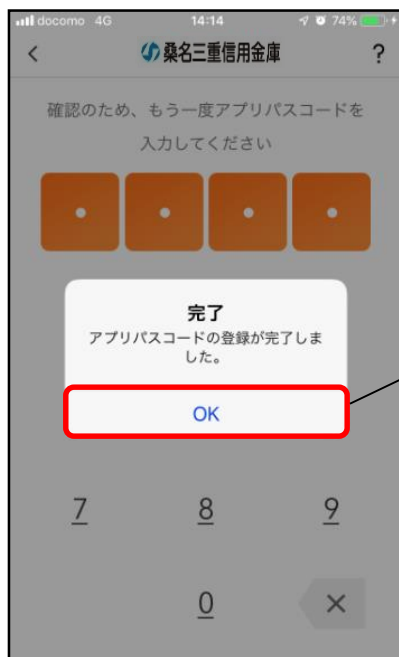 docomo 4G 14:14 74%
桑名三重信用金庫 ?
確認のため、もう一度アプリパスコードを
入力してください
完了
アプリパスコードの登録が完了しま
した。
OK
7 8 9
0